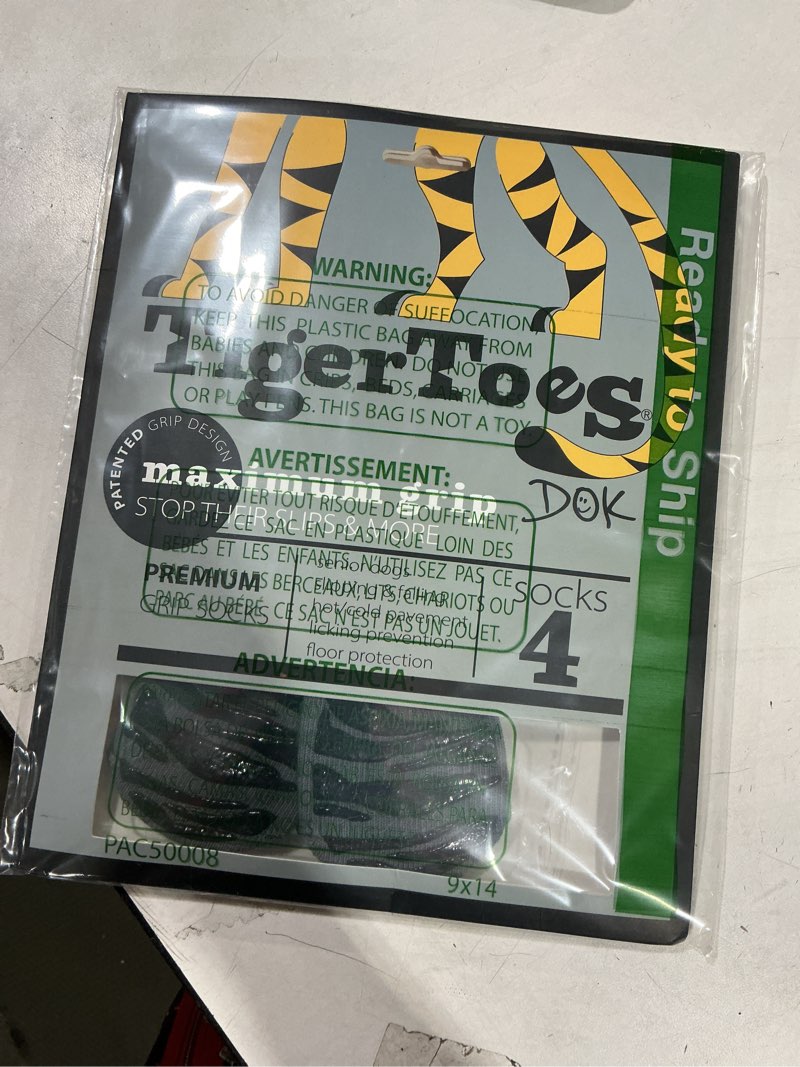 Ready to Ship
WARNING:
TO AVOID DANGER OF SUFFOCATION,
KEEP THIS PLASTIC BAG AWAY FROM
BABIES AND CHILDREN. DO NOT USE
THIS BAG IN CRIBS, BEDS, CARRIAGES
OR PLAY PENS. THIS BAG IS NOT A TOY.
TigerToes®
DOK
PATENTED GRIP DESIGN
maximum grip
STOP THEIR SLIPS & MORE
AVERTISSEMENT:
POUR ÉVITER TOUT RISQUE D'ÉTOUFFEMENT,
GARDEZ CE SAC EN PLASTIQUE LOIN DES
BÉBÉS ET LES ENFANTS. N'UTILISEZ PAS CE
SAC DANS LES BERCEAUX, LITS, CHARIOTS OU
PARC AU BÉBÉ. CE SAC N'EST PAS UN JOUET.
PREMIUM
GRIP SOCKS
senior dogs
slipping & falling
hot/cold pavement
licking prevention
floor protection
socks
4
ADVERTENCIA:
PAC50008
9x14